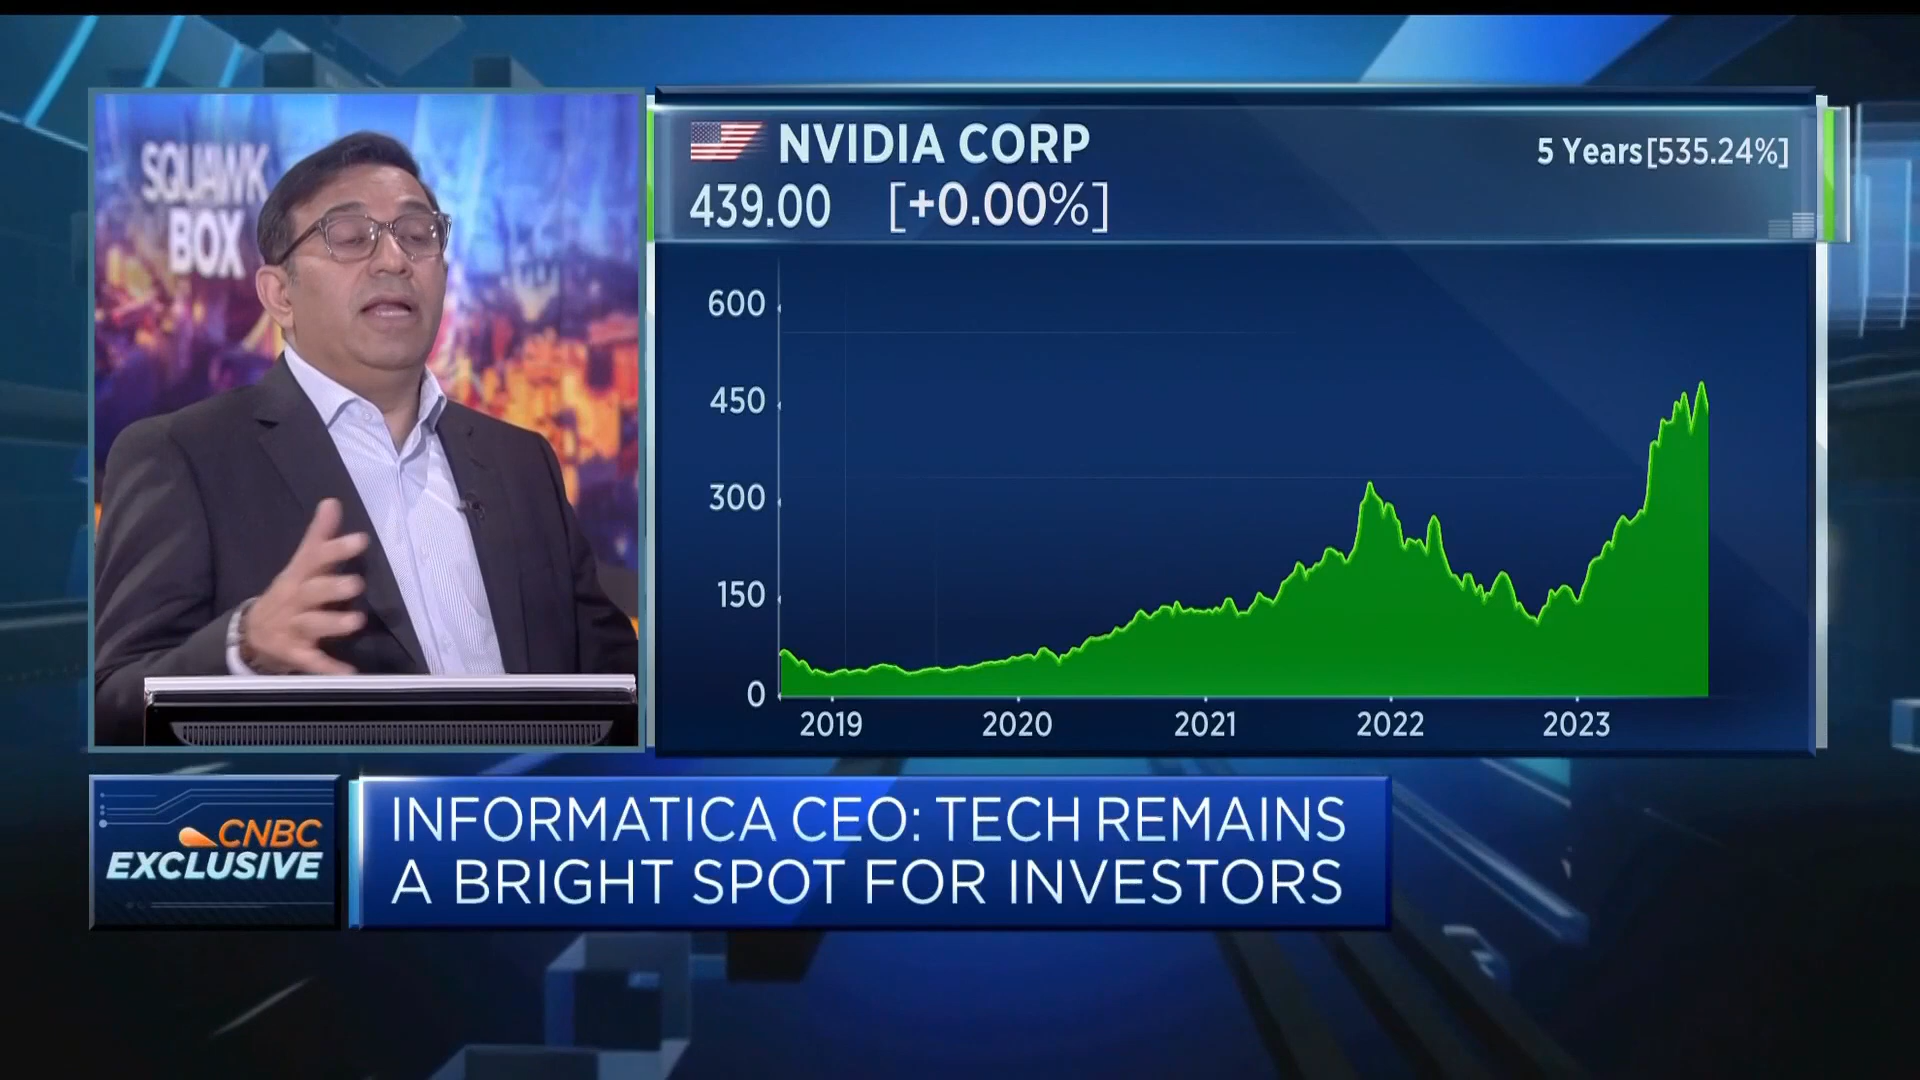 SQUAWK
BOX
NVIDIA CORP
5 Years[535.24%]
439.00 [+0.00%]
600
450
300
150
0
2019 2020 2021 2022 2023
CNBC
EXCLUSIVE
INFORMATICA CEO: TECH REMAINS
A BRIGHT SPOT FOR INVESTORS